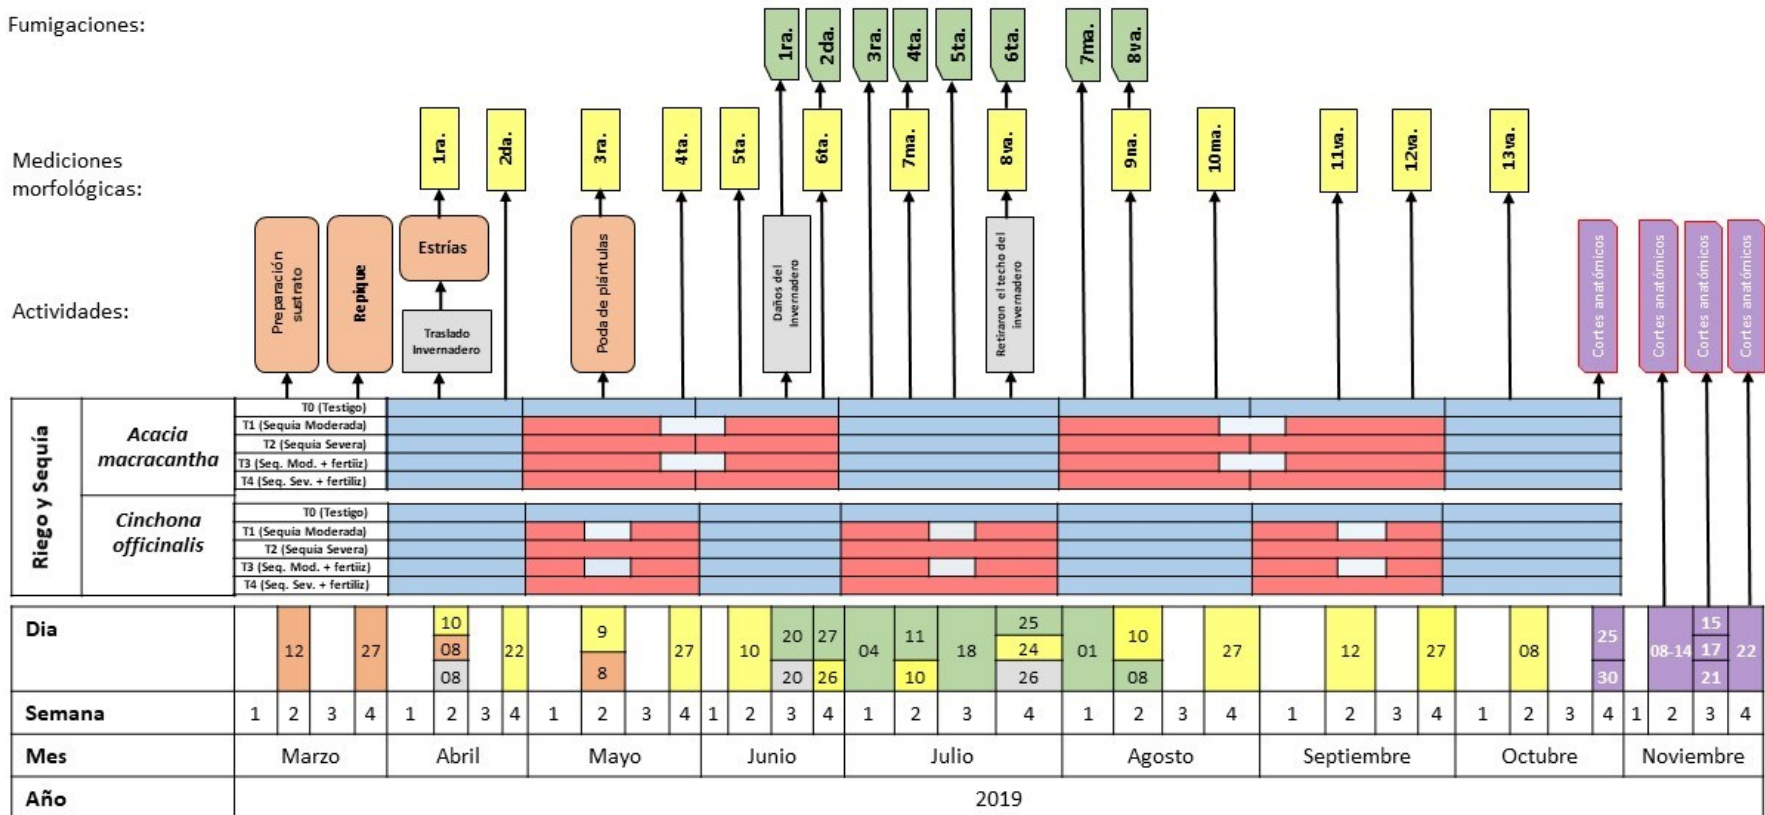 Fumigaciones:
1ra.
2da.
3ra.
4ta.
5ta.
6ta.
7ma.
8va.
Mediciones
morfológicas:
1ra.
2da.
3ra.
4ta.
5ta.
6ta.
7ma.
8va.
9na.
10ma.
11va.
12va.
13va.
Actividades:
Preparación
sustrato
Repique
Estrías
Traslado
Invernadero
Poda de plántulas
Daños del
Invernadero
Retiraron el techo del
invernadero
Cortes anatómicos
Cortes anatómicos
Cortes anatómicos
Cortes anatómicos
Riego y Sequía
Acacia
macracantha
T0 (Testigo)
T1 (Sequía Moderada)
T2 (Sequía Severa)
T3 (Seq. Mod. + fertiiz)
T4 (Seq. Sev. + fertiliz)
Cinchona
officinalis
T0 (Testigo)
T1 (Sequía Moderada)
T2 (Sequía Severa)
T3 (Seq. Mod. + fertiiz)
T4 (Seq. Sev. + fertiliz)
Dia
12
27
10
08
08
22
9
8
27
10
20
20
27
26
04
11
10
18
25
24
26
01
10
08
27
12
27
08
25
30
08-14
15
17
21
22
Semana 1 2 3 4 1 2 3 4 1 2 3 4 1 2 3 4 1 2 3 4 1 2 3 4 1 2 3 4 1 2 3 4 1 2 3 4
Mes Marzo Abril Mayo Junio Julio Agosto Septiembre Octubre Noviembre
Año 2019